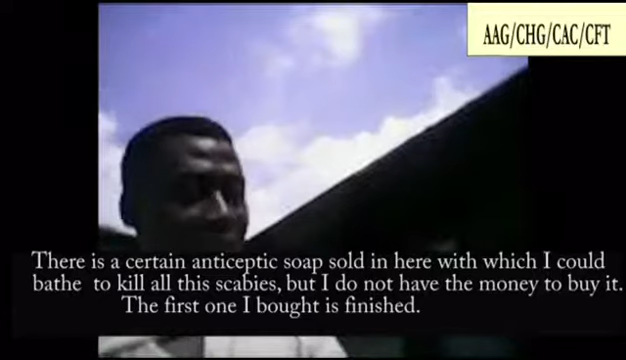 AAG/CHG/CAC/CFT
There is a certain anticeptic soap sold in here with which I could
bathe to kill all this scabies, but I do not have the money to buy it.
The first one I bought is finished.